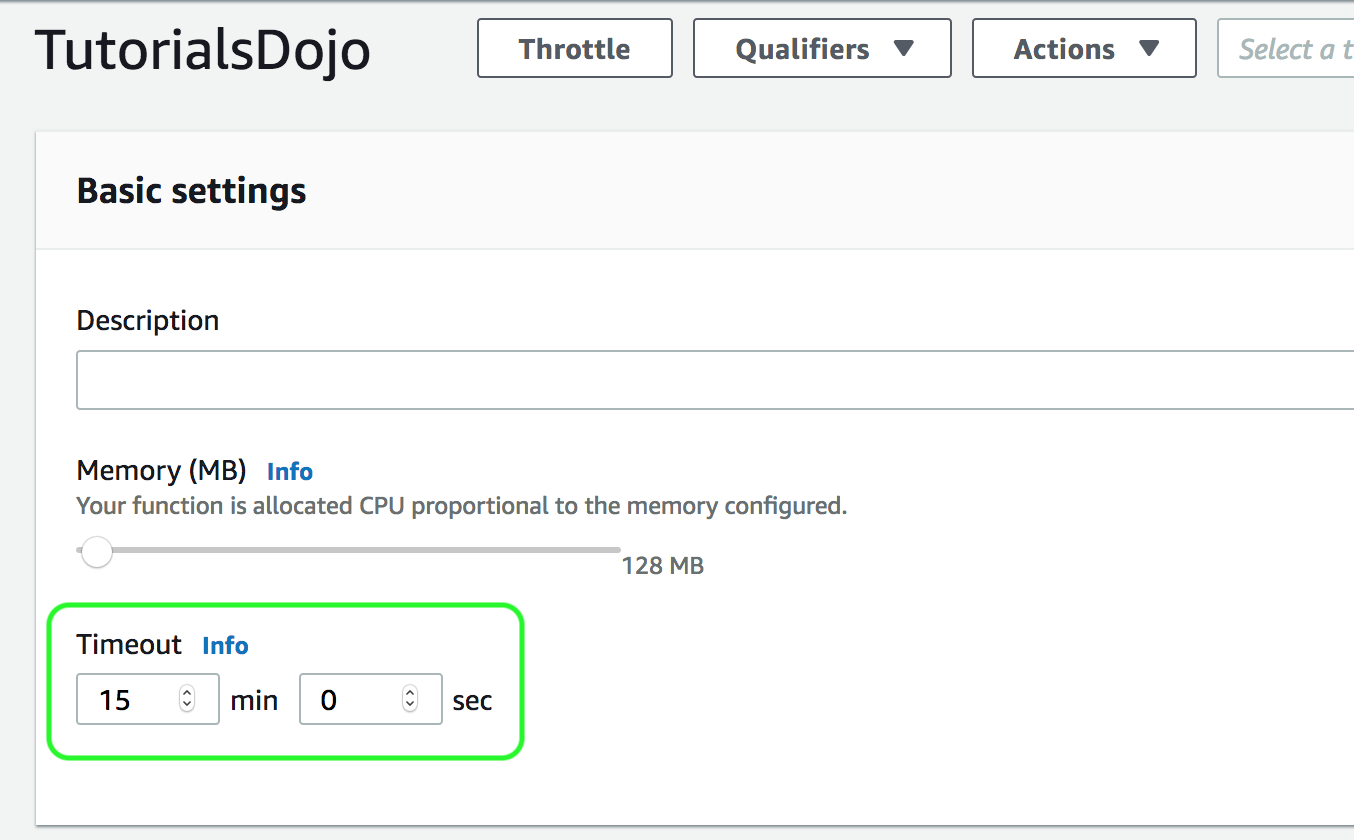 TutorialsDojo Throttle Qualifiers Actions Select a t
Basic settings
Description
Memory (MB) Info
Your function is allocated CPU proportional to the memory configured.
128 MB
Timeout Info
15 min 0 sec